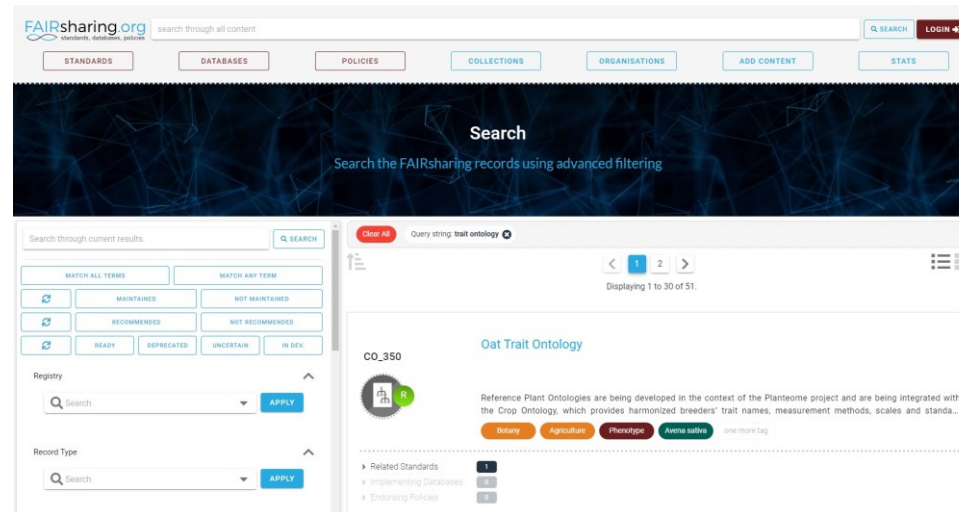 FAIRsharing.org
standards, databases, policies
search through all content
SEARCH
LOGIN
STANDARDS
DATABASES
POLICIES
COLLECTIONS
ORGANISATIONS
ADD CONTENT
STATS
Search
Search the FAIRsharing records using advanced filtering
Search through current results.
SEARCH
MATCH ALL TERMS
MATCH ANY TERM
MAINTAINED
NOT MAINTAINED
RECOMMENDED
NOT RECOMMENDED
READY
DEPRECATED
UNCERTAIN
IN DEV.
Registry
Search
APPLY
Record Type
Search
APPLY
Clear All
Query string: trait ontology
1 2
Displaying 1 to 30 of 51.
CO_350
R
Oat Trait Ontology
Reference Plant Ontologies are being developed in the context of the Planteome project and are being integrated with
the Crop Ontology, which provides harmonized breeders' trait names, measurement methods, scales and standa...
Botany
Agriculture
Phenotype
Avena sativa
one more tag
Related Standards 1
Implementing Databases 0
Endorsing Policies 0